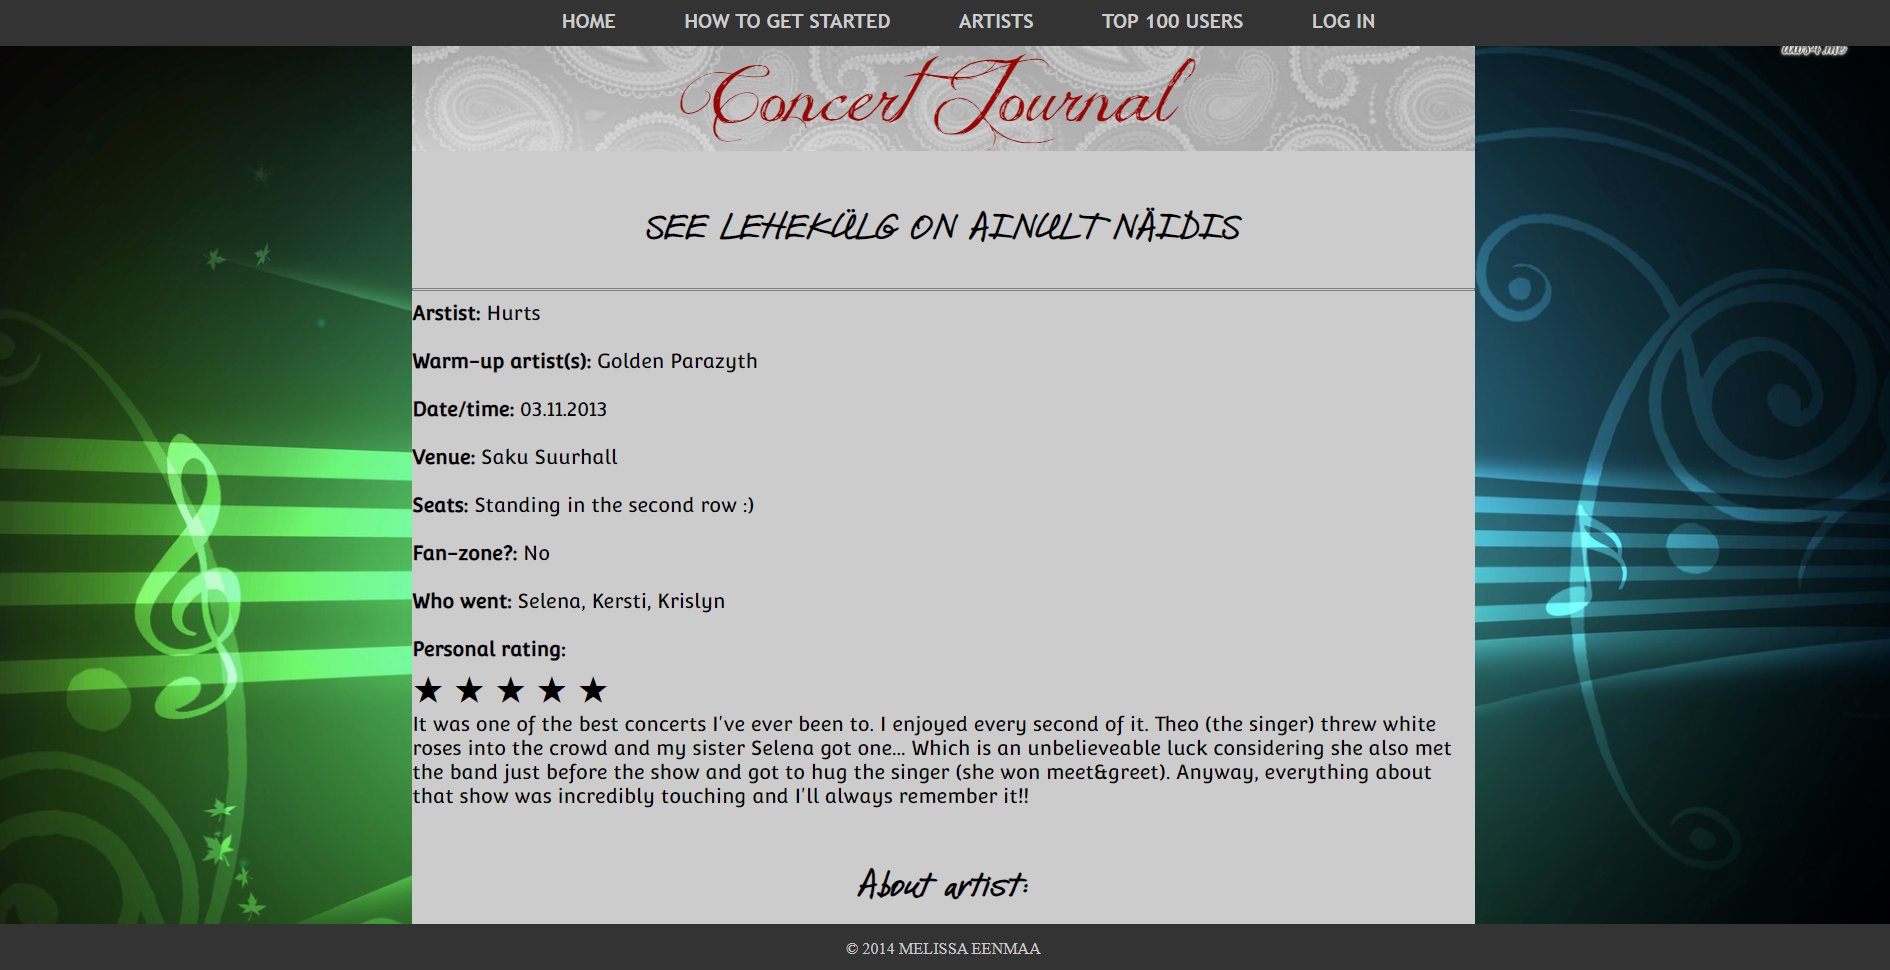 HOME HOW TO GET STARTED ARTISTS TOP 100 USERS LOG IN
Concert Journal
SEE LEHEKÜLG ON AINULT NÄIDIS
Arstist: Hurts
Warm-up artist(s): Golden Parazyth
Date/time: 03.11.2013
Venue: Saku Suurhall
Seats: Standing in the second row :)
Fan-zone?: No
Who went: Selena, Kersti, Krislyn
Personal rating:
★ ★ ★ ★ ★
It was one of the best concerts I've ever been to. I enjoyed every second of it. Theo (the singer) threw white
roses into the crowd and my sister Selena got one... Which is an unbelieveable luck considering she also met
the band just before the show and got to hug the singer (she won meet&greet). Anyway, everything about
that show was incredibly touching and I'll always remember it!!
About artist:
© 2014 MELISSA EENMAA